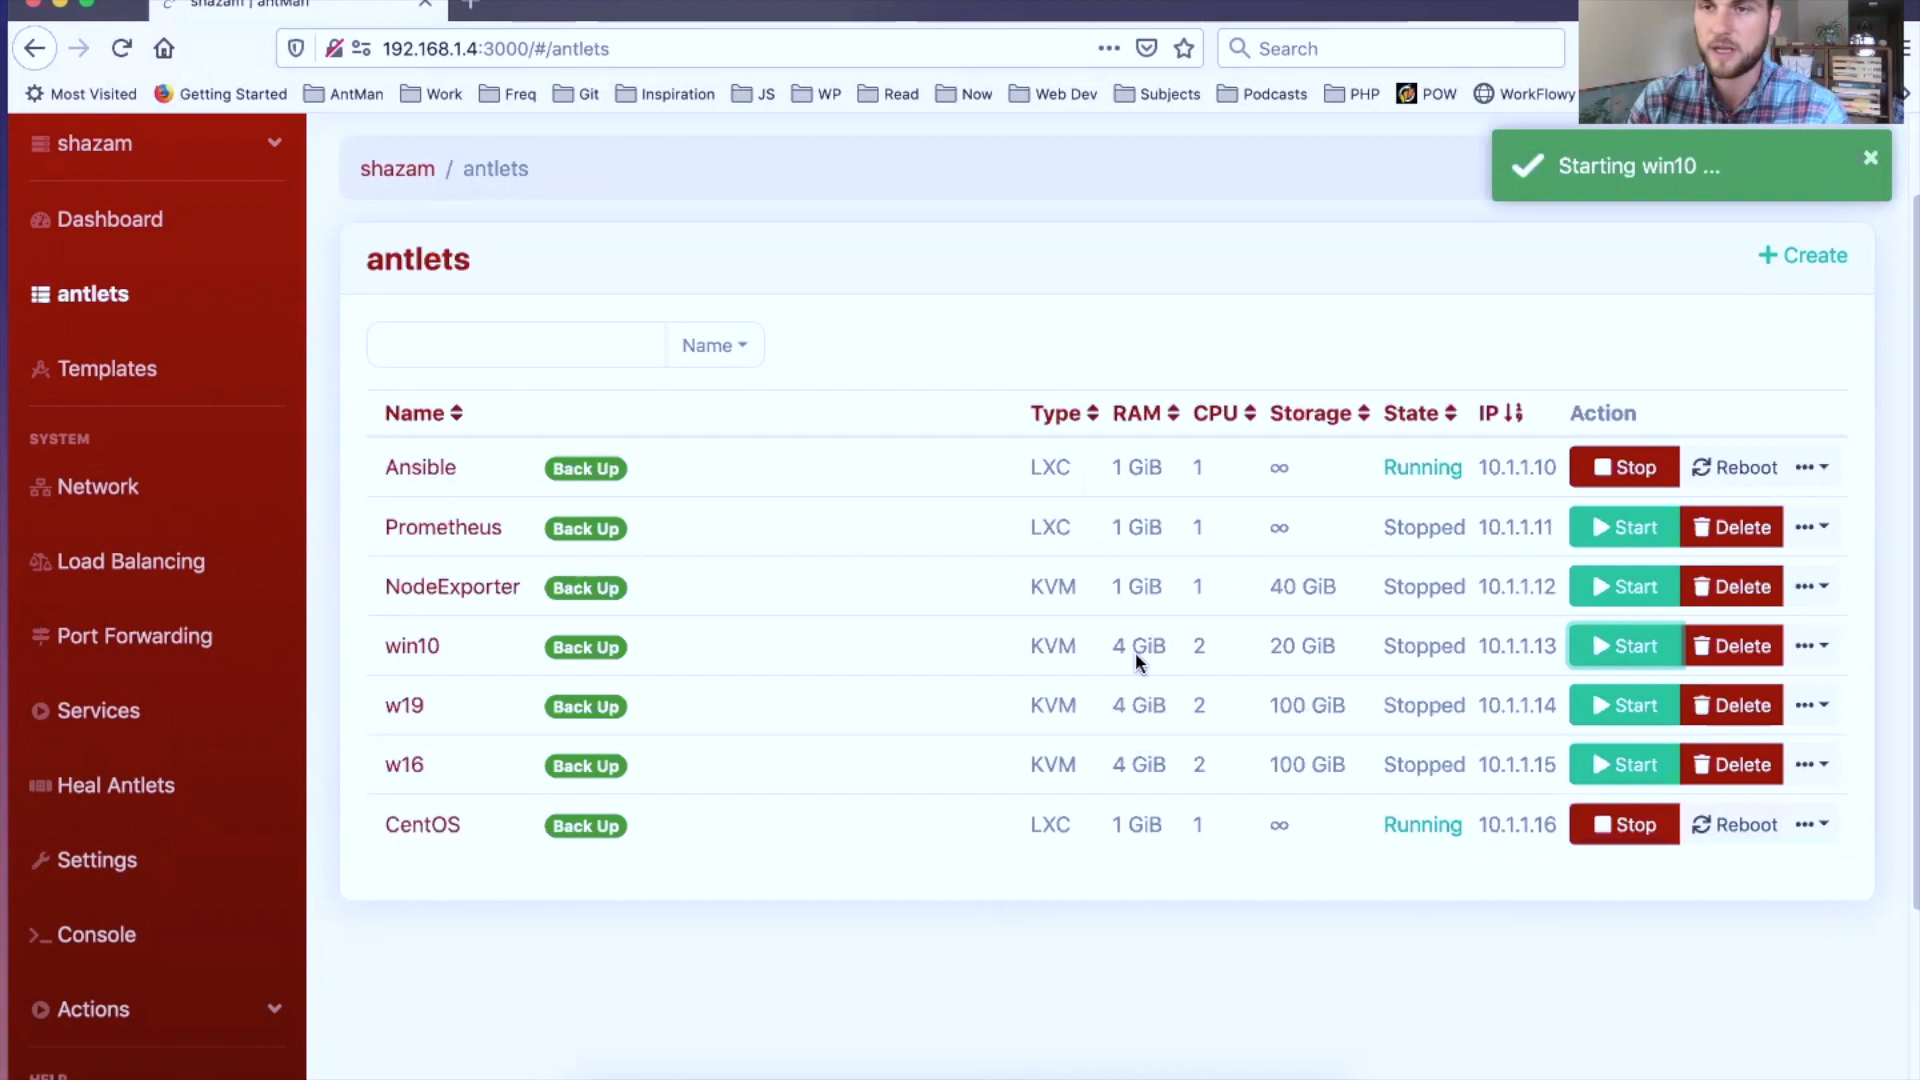 shazam | antMan
192.168.1.4:3000/#/antlets
Search
Most Visited Getting Started AntMan Work Freq Git Inspiration JS WP Read Now Web Dev Subjects Podcasts PHP POW WorkFlowy
shazam
Dashboard
antlets
Templates
SYSTEM
Network
Load Balancing
Port Forwarding
Services
Heal Antlets
Settings
Console
Actions
HELP
shazam / antlets
Starting win10 ...
antlets
Create
Name
Name Type RAM CPU Storage State IP Action
Ansible Back Up LXC 1 GiB 1 ∞ Running 10.1.1.10 Stop Reboot
Prometheus Back Up LXC 1 GiB 1 ∞ Stopped 10.1.1.11 Start Delete
NodeExporter Back Up KVM 1 GiB 1 40 GiB Stopped 10.1.1.12 Start Delete
win10 Back Up KVM 4 GiB 2 20 GiB Stopped 10.1.1.13 Start Delete
w19 Back Up KVM 4 GiB 2 100 GiB Stopped 10.1.1.14 Start Delete
w16 Back Up KVM 4 GiB 2 100 GiB Stopped 10.1.1.15 Start Delete
CentOS Back Up LXC 1 GiB 1 ∞ Running 10.1.1.16 Stop Reboot